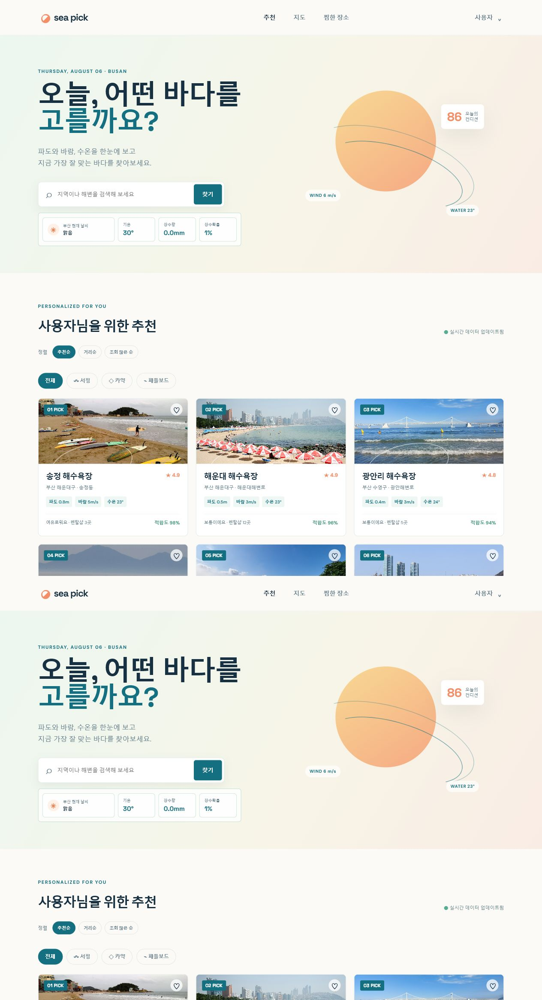 sea pick
추천 지도 찜한 장소
사용자
THURSDAY, AUGUST 06 · BUSAN
오늘, 어떤 바다를
고를까요?
파도와 바람, 수온을 한눈에 보고
지금 가장 잘 맞는 바다를 찾아보세요.
지역이나 해변을 검색해 보세요 찾기
부산 현재 날씨
맑음
기온
30°
강수량
0.0mm
강수확률
1%
86 오늘의
컨디션
WIND 6 m/s
WATER 23°
PERSONALIZED FOR YOU
사용자님을 위한 추천
실시간 데이터 업데이트됨
정렬 추천순 거리순 조회 많은 순
전체 서핑 카약 패들보드
01 PICK
송정 해수욕장 ★ 4.9
부산 해운대구 · 송정동
파도 0.8m 바람 5m/s 수온 23°
여유로워요 · 렌탈샵 3곳 적합도 98%
02 PICK
해운대 해수욕장 ★ 4.9
부산 해운대구 · 해운대해변로
파도 0.5m 바람 3m/s 수온 23°
보통이에요 · 렌탈샵 12곳 적합도 96%
03 PICK
광안리 해수욕장 ★ 4.8
부산 수영구 · 광안해변로
파도 0.4m 바람 3m/s 수온 24°
보통이에요 · 렌탈샵 5곳 적합도 94%
04 PICK
05 PICK
06 PICK
sea pick
추천 지도 찜한 장소
사용자
THURSDAY, AUGUST 06 · BUSAN
오늘, 어떤 바다를
고를까요?
파도와 바람, 수온을 한눈에 보고
지금 가장 잘 맞는 바다를 찾아보세요.
지역이나 해변을 검색해 보세요 찾기
부산 현재 날씨
맑음
기온
30°
강수량
0.0mm
강수확률
1%
86 오늘의
컨디션
WIND 6 m/s
WATER 23°
PERSONALIZED FOR YOU
사용자님을 위한 추천
실시간 데이터 업데이트됨
정렬 추천순 거리순 조회 많은 순
전체 서핑 카약 패들보드
01 PICK
02 PICK
03 PICK